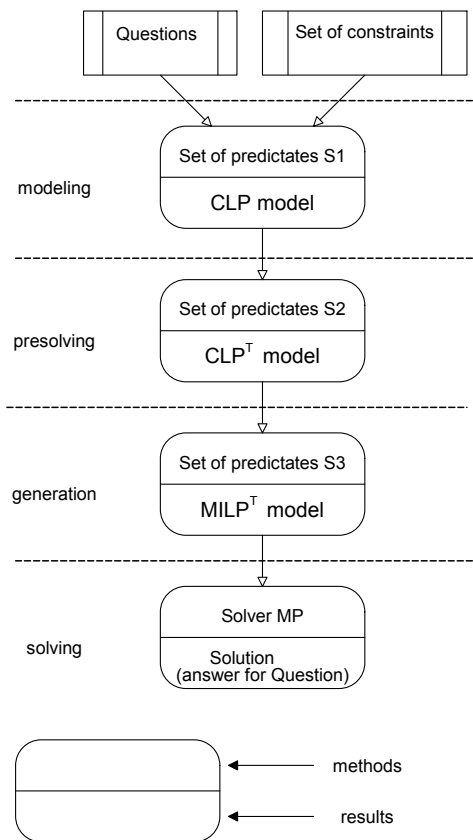 Questions
Set of constraints
modeling
Set of predictates S1
CLP model
presolving
Set of predictates S2
CLP^T model
generation
Set of predictates S3
MILP^T model
solving
Solver MP
Solution
(answer for Question)
methods
results